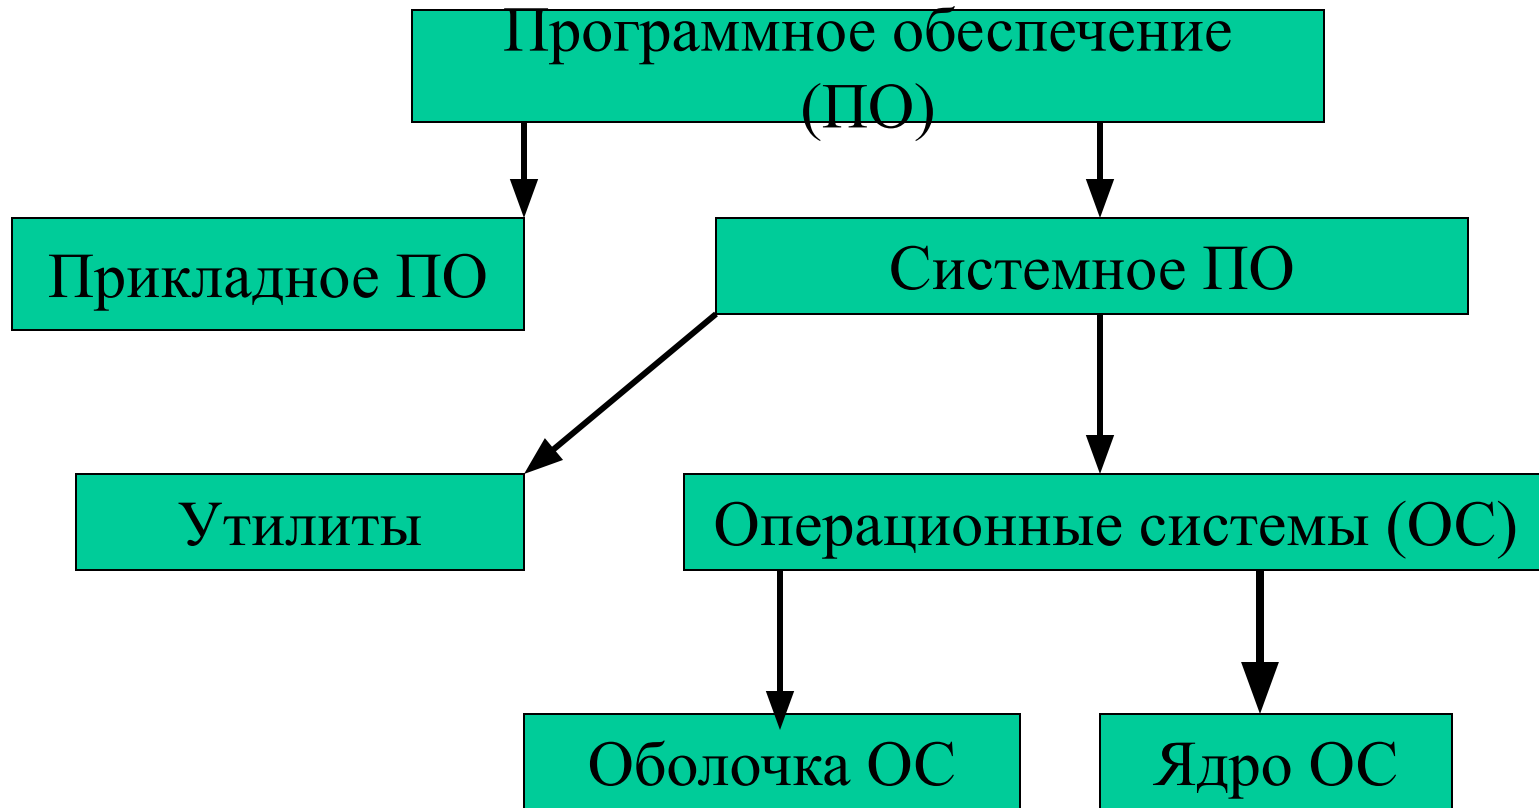 Программное обеспечение
(ПО)
Прикладное ПО
Системное ПО
Утилиты
Операционные системы (ОС)
Оболочка ОС
Ядро ОС